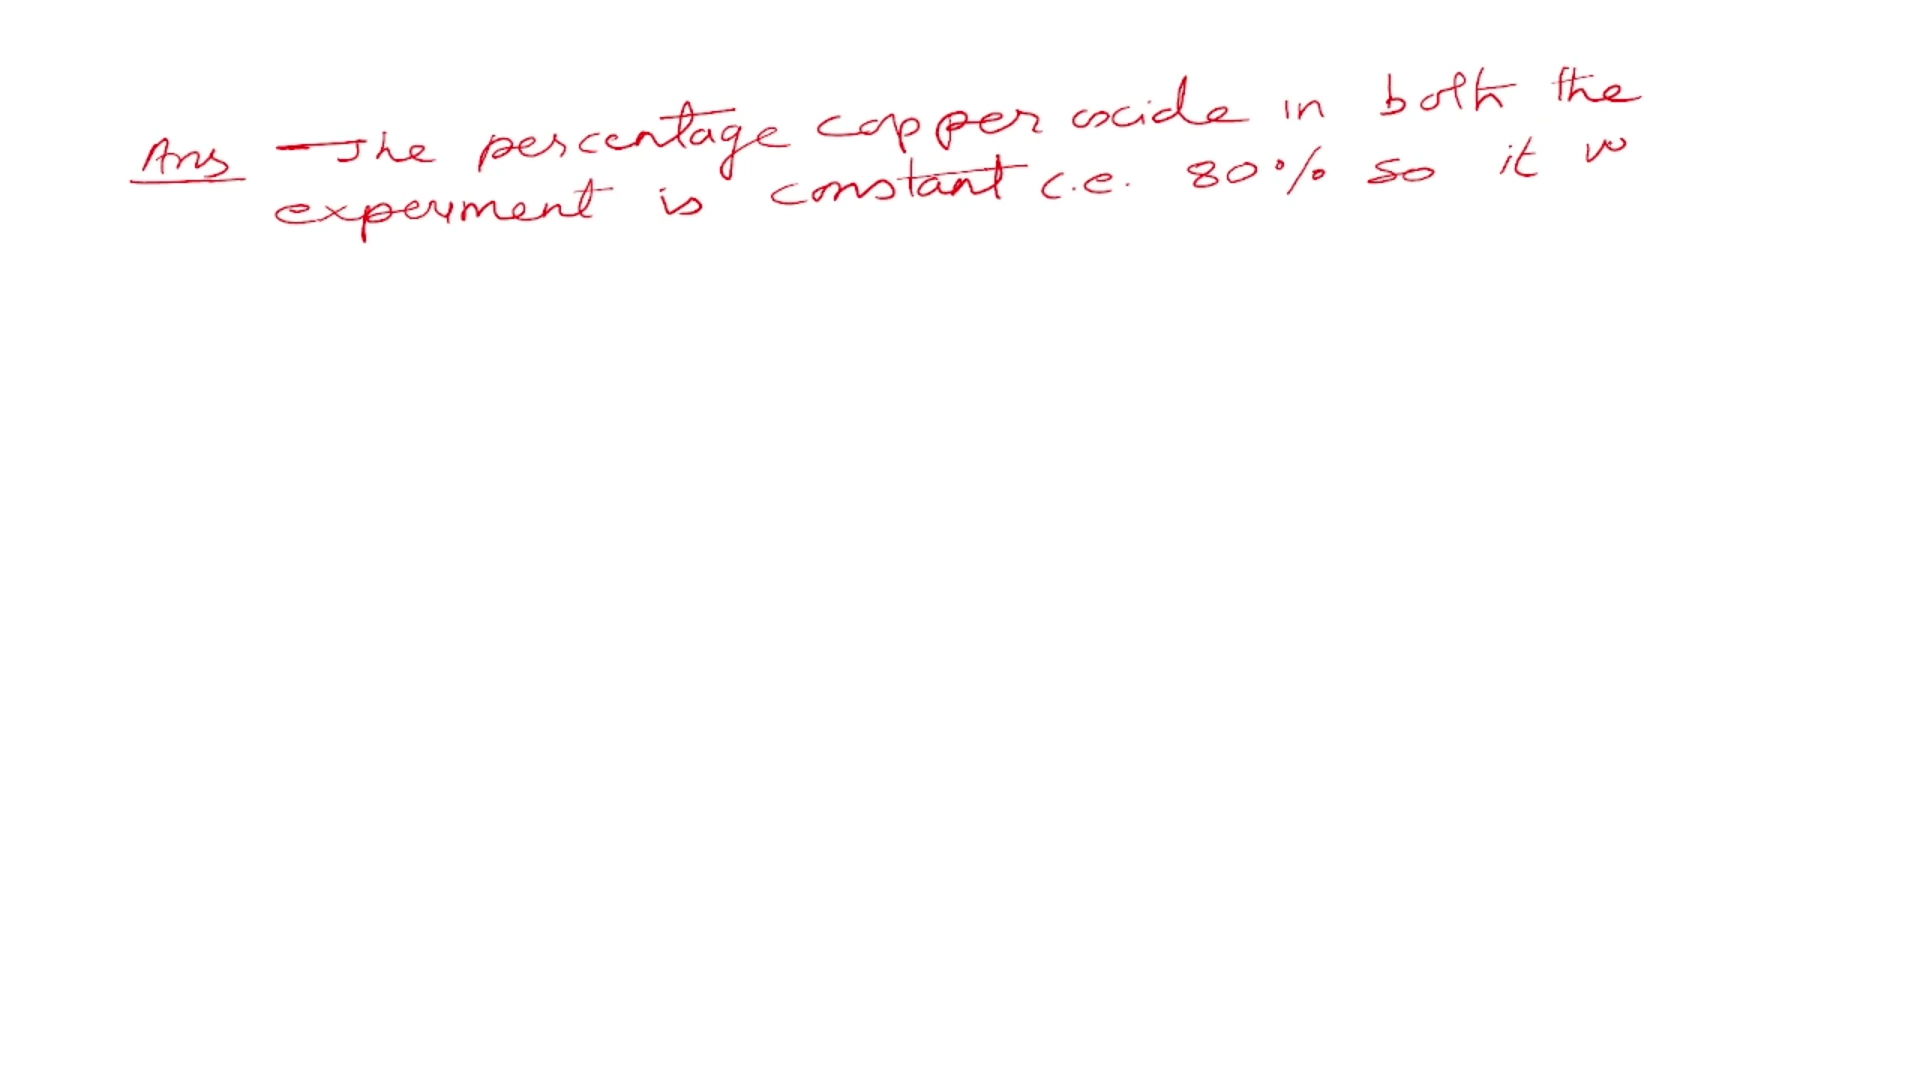 Ans - The percentage copper oxide in both the
experiment is constant i.e. 80% so it